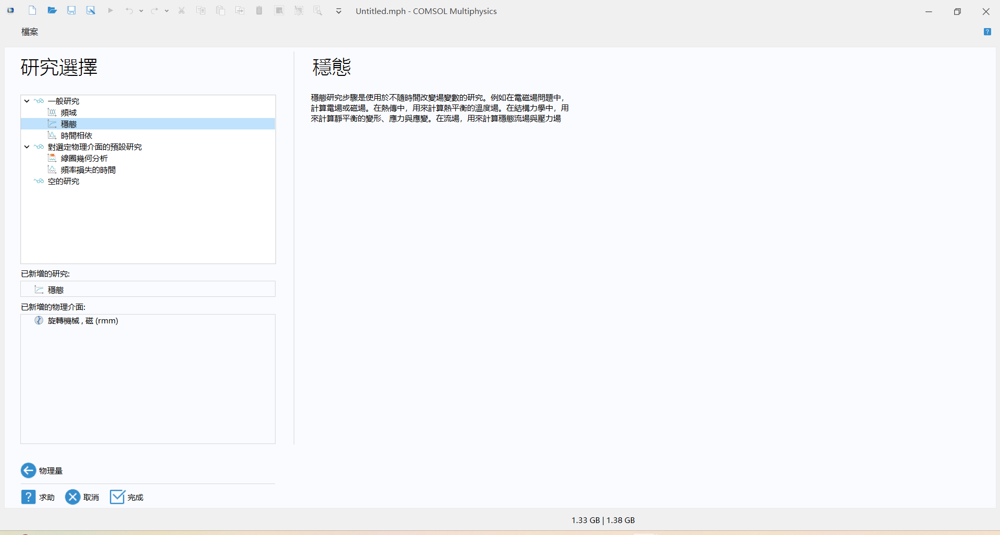 Untitled.mph - COMSOL Multiphysics
檔案
?
研究選擇
一般研究
頻域
穩態
時間相依
對選定物理介面的預設研究
線圈幾何分析
頻率損失的時間
空的研究
已新增的研究:
穩態
已新增的物理介面:
旋轉機械 , 磁 (rmm)
物理量
? 求助
取消
完成
穩態
穩態研究步驟是使用於不隨時間改變場變數的研究。例如在電磁場問題中，
計算電場或磁場。在熱傳中，用來計算熱平衡的溫度場。在結構力學中，用
來計算靜平衡的變形、應力與應變。在流場，用來計算穩態流場與壓力場
1.33 GB | 1.38 GB